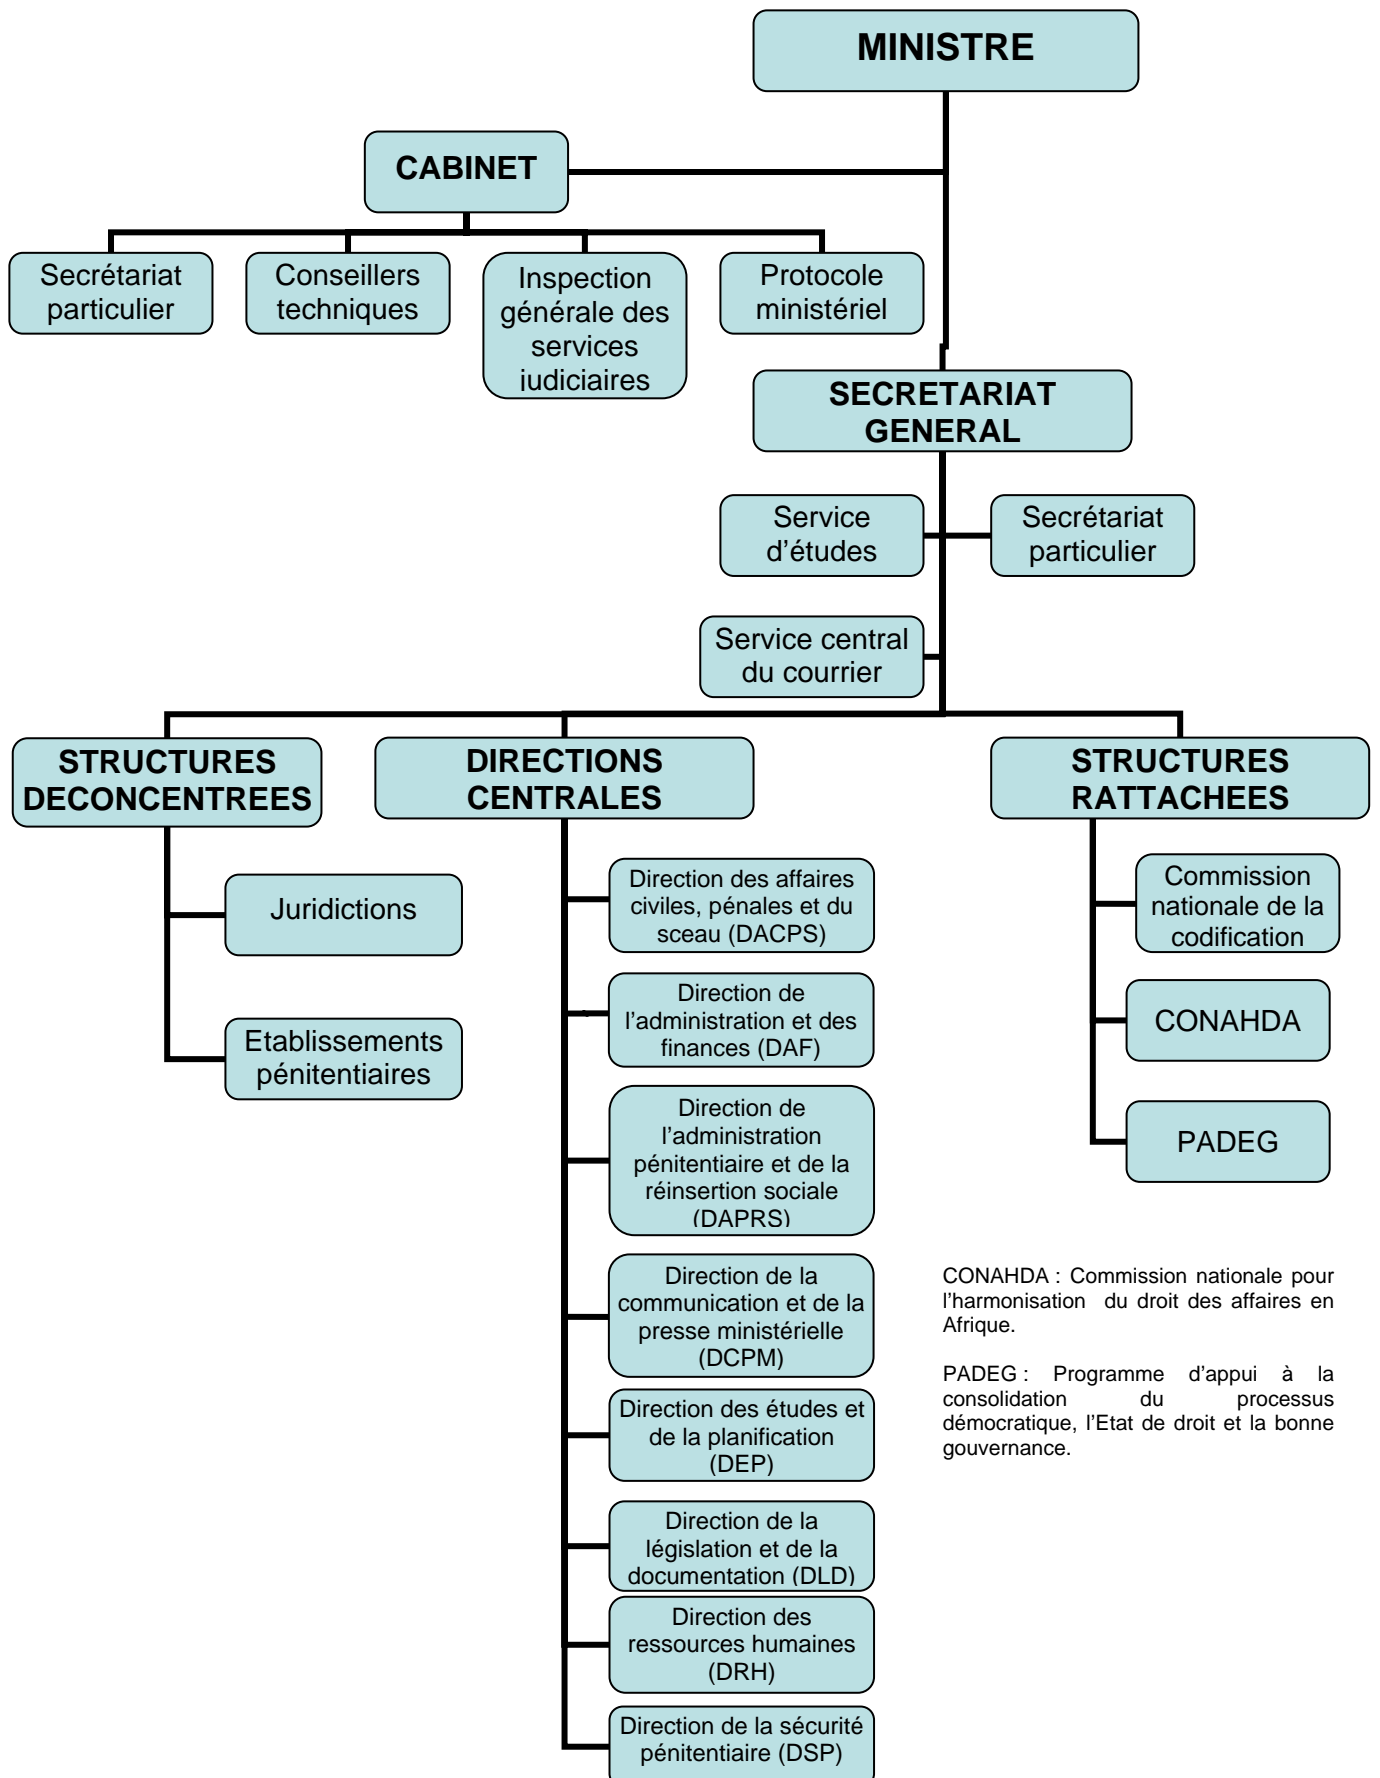 MINISTRE
CABINET
Secrétariat
particulier
Conseillers
techniques
Inspection
générale des
services
judiciaires
Protocole
ministériel
SECRETARIAT
GENERAL
Service
d'études
Secrétariat
particulier
Service central
du courrier
STRUCTURES
DECONCENTREES
Juridictions
Etablissements
pénitentiaires
DIRECTIONS
CENTRALES
Direction des affaires
civiles, pénales et du
sceau (DACPS)
Direction de
l'administration et des
finances (DAF)
Direction de
l'administration
pénitentiaire et de la
réinsertion sociale
(DAPRS)
Direction de la
communication et de la
presse ministérielle
(DCPM)
Direction des études et
de la planification
(DEP)
Direction de la
législation et de la
documentation (DLD)
Direction des
ressources humaines
(DRH)
Direction de la sécurité
pénitentiaire (DSP)
STRUCTURES
RATTACHEES
Commission
nationale de la
codification
CONAHDA
PADEG
CONAHDA : Commission nationale pour
l'harmonisation du droit des affaires en
Afrique.
PADEG : Programme d'appui à la
consolidation du processus
démocratique, l'Etat de droit et la bonne
gouvernance.